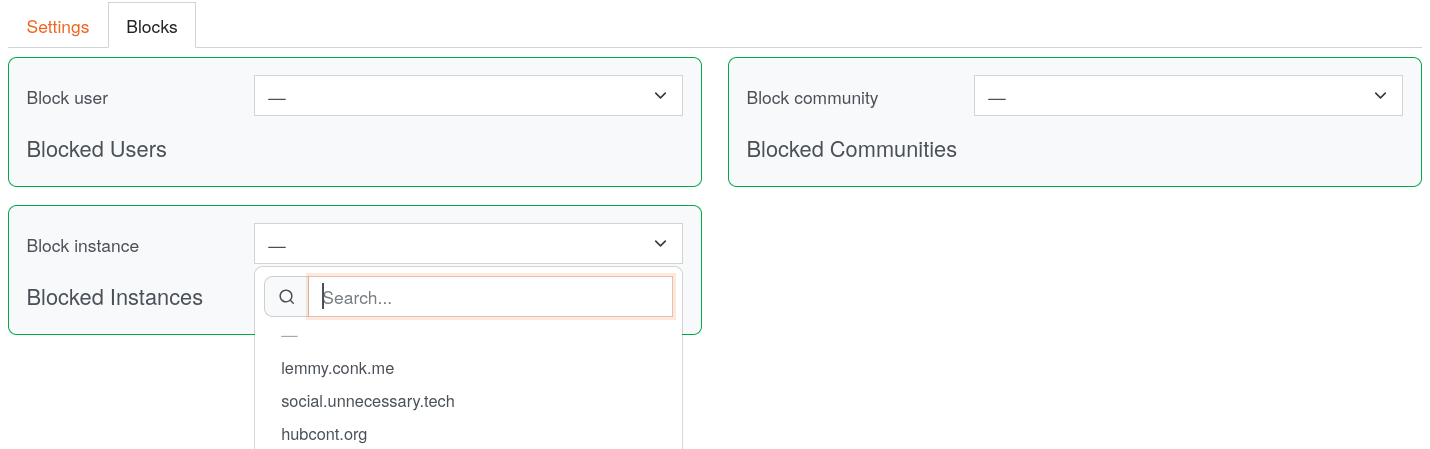 Settings
Blocks
Block user
—
Blocked Users
Block community
—
Blocked Communities
Block instance
—
Blocked Instances
Search...
—
lemmy.conk.me
social.unnecessary.tech
hubcont.org